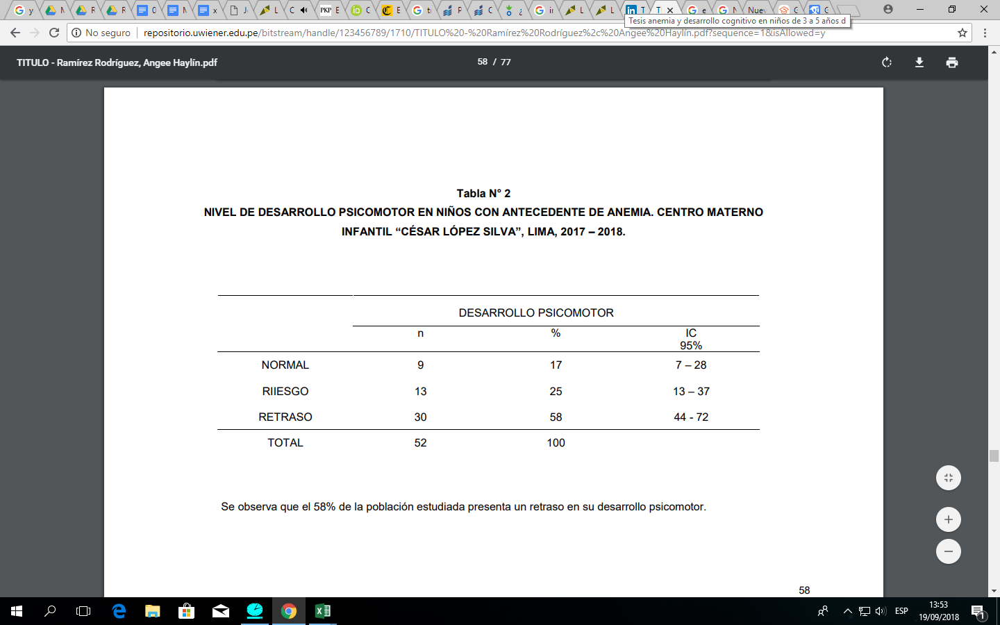 y
N
R
R
O
N
x
J
L
C
PKP E
C
E
tu
F
C
¿
in
L
L
T
T
e
N
Nuev
C
C
No seguro
repositorio.uwiener.edu.pe/bitstream/handle/123456789/1710/TITULO%20-%20Ramírez%20Rodríguez%2c%20Angee%20Haylín.pdf?sequence=1&isAllowed=y
Tesis anemia y desarrollo cognitivo en niños de 3 a 5 años d
TITULO - Ramírez Rodríguez, Angee Haylín.pdf
58 / 77
Tabla N° 2
NIVEL DE DESARROLLO PSICOMOTOR EN NIÑOS CON ANTECEDENTE DE ANEMIA. CENTRO MATERNO
INFANTIL “CÉSAR LÓPEZ SILVA”, LIMA, 2017 – 2018.
DESARROLLO PSICOMOTOR
n % IC
95%
NORMAL 9 17 7 – 28
RIIESGO 13 25 13 – 37
RETRASO 30 58 44 - 72
TOTAL 52 100
Se observa que el 58% de la población estudiada presenta un retraso en su desarrollo psicomotor.
58
ESP
13:53
19/09/2018
1